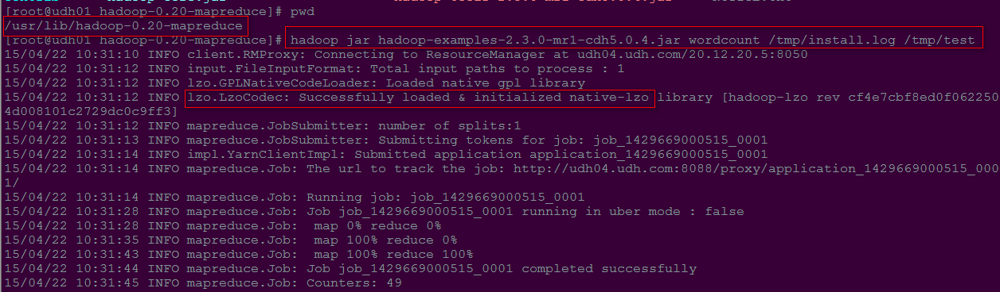 [root@udh01 hadoop-0.20-mapreduce]# pwd
/usr/lib/hadoop-0.20-mapreduce
[root@udh01 hadoop-0.20-mapreduce]# hadoop jar hadoop-examples-2.3.0-mr1-cdh5.0.4.jar wordcount /tmp/install.log /tmp/test
15/04/22 10:31:10 INFO client.RMProxy: Connecting to ResourceManager at udh04.udh.com/20.12.20.5:8050
15/04/22 10:31:12 INFO input.FileInputFormat: Total input paths to process : 1
15/04/22 10:31:12 INFO lzo.GPLNativeCodeLoader: Loaded native gpl library
15/04/22 10:31:12 INFO lzo.LzoCodec: Successfully loaded & initialized native-lzo library [hadoop-lzo rev cf4e7cbf8ed0f062250
4d008101c2729dc0c9ff3]
15/04/22 10:31:12 INFO mapreduce.JobSubmitter: number of splits:1
15/04/22 10:31:13 INFO mapreduce.JobSubmitter: Submitting tokens for job: job_1429669000515_0001
15/04/22 10:31:14 INFO impl.YarnClientImpl: Submitted application application_1429669000515_0001
15/04/22 10:31:14 INFO mapreduce.Job: The url to track the job: http://udh04.udh.com:8088/proxy/application_1429669000515_000
1/
15/04/22 10:31:14 INFO mapreduce.Job: Running job: job_1429669000515_0001
15/04/22 10:31:28 INFO mapreduce.Job: Job job_1429669000515_0001 running in uber mode : false
15/04/22 10:31:28 INFO mapreduce.Job:  map 0% reduce 0%
15/04/22 10:31:35 INFO mapreduce.Job:  map 100% reduce 0%
15/04/22 10:31:43 INFO mapreduce.Job:  map 100% reduce 100%
15/04/22 10:31:44 INFO mapreduce.Job: Job job_1429669000515_0001 completed successfully
15/04/22 10:31:45 INFO mapreduce.Job: Counters: 49